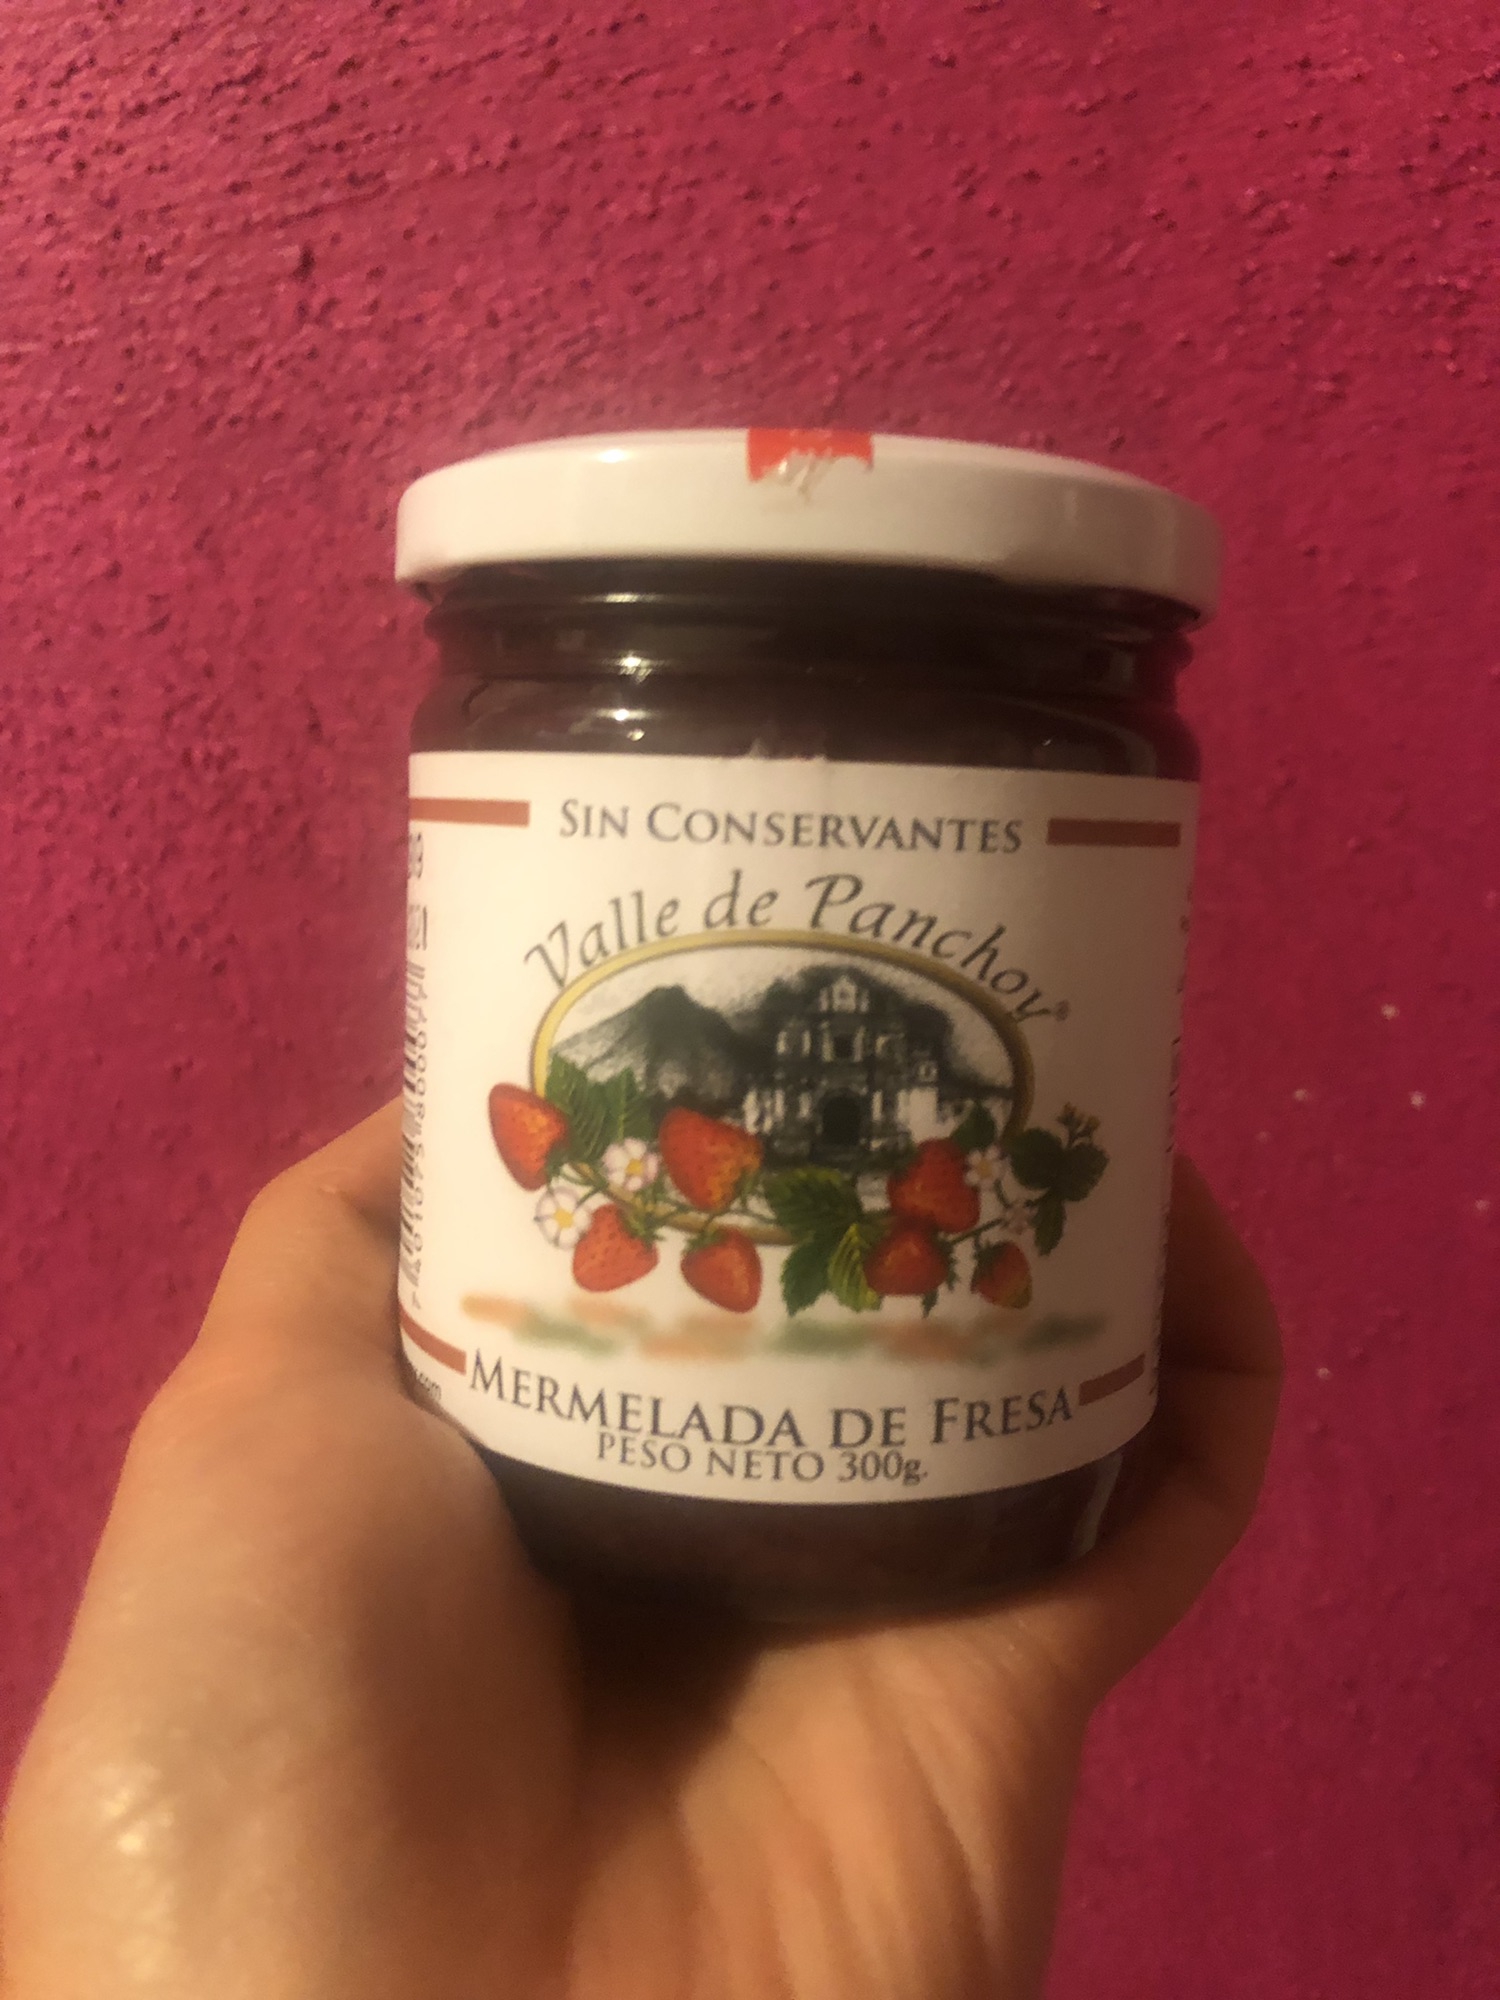 SIN CONSERVANTES
Valle de Panchoy®
MERMELADA DE FRESA
PESO NETO 300g.